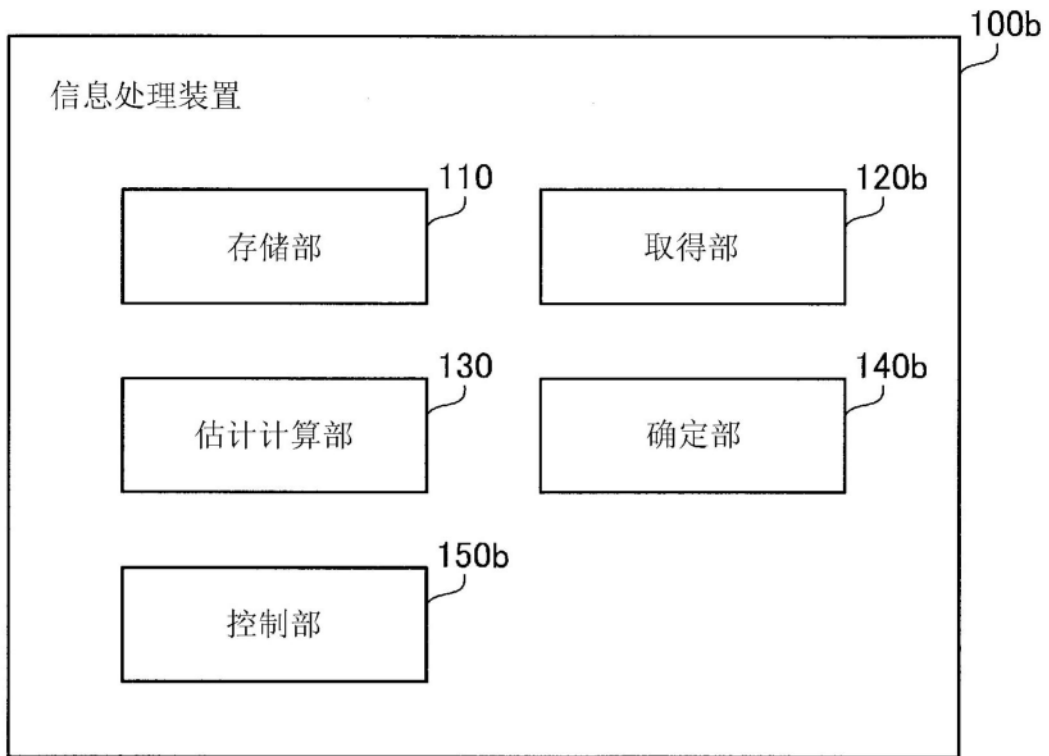 100b
信息处理装置
110
存储部
120b
取得部
130
估计计算部
140b
确定部
150b
控制部